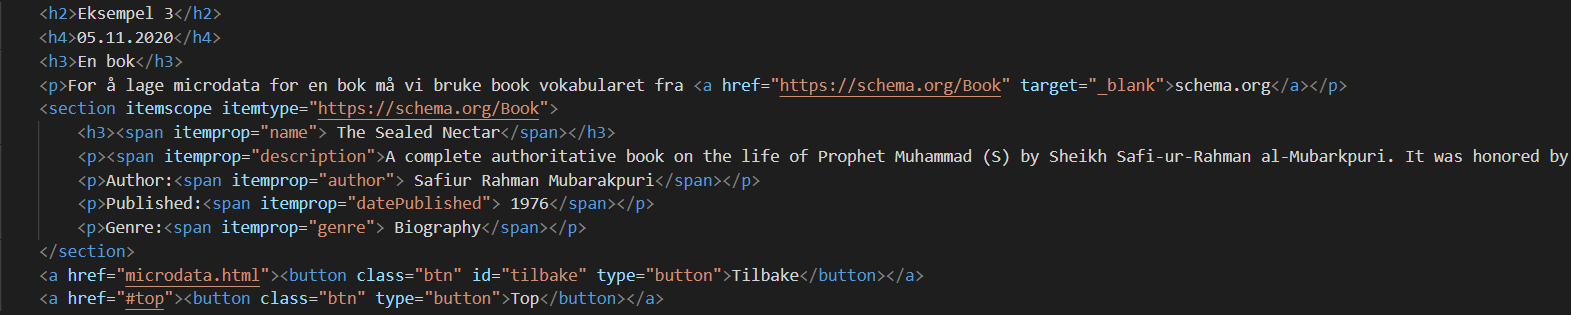 <h2>Eksempel 3</h2>
<h4>05.11.2020</h4>
<h3>En bok</h3>
<p>For å lage microdata for en bok må vi bruke book vokabularet fra <a href="https://schema.org/Book" target="_blank">schema.org</a></p>
<section itemscope itemtype="https://schema.org/Book">
<h3><span itemprop="name"> The Sealed Nectar</span></h3>
<p><span itemprop="description">A complete authoritative book on the life of Prophet Muhammad (S) by Sheikh Safi-ur-Rahman al-Mubarkpuri. It was honored by
<p>Author:<span itemprop="author"> Safiur Rahman Mubarakpuri</span></p>
<p>Published:<span itemprop="datePublished"> 1976</span></p>
<p>Genre:<span itemprop="genre"> Biography</span></p>
</section>
<a href="microdata.html"><button class="btn" id="tilbake" type="button">Tilbake</button></a>
<a href="#top"><button class="btn" type="button">Top</button></a>